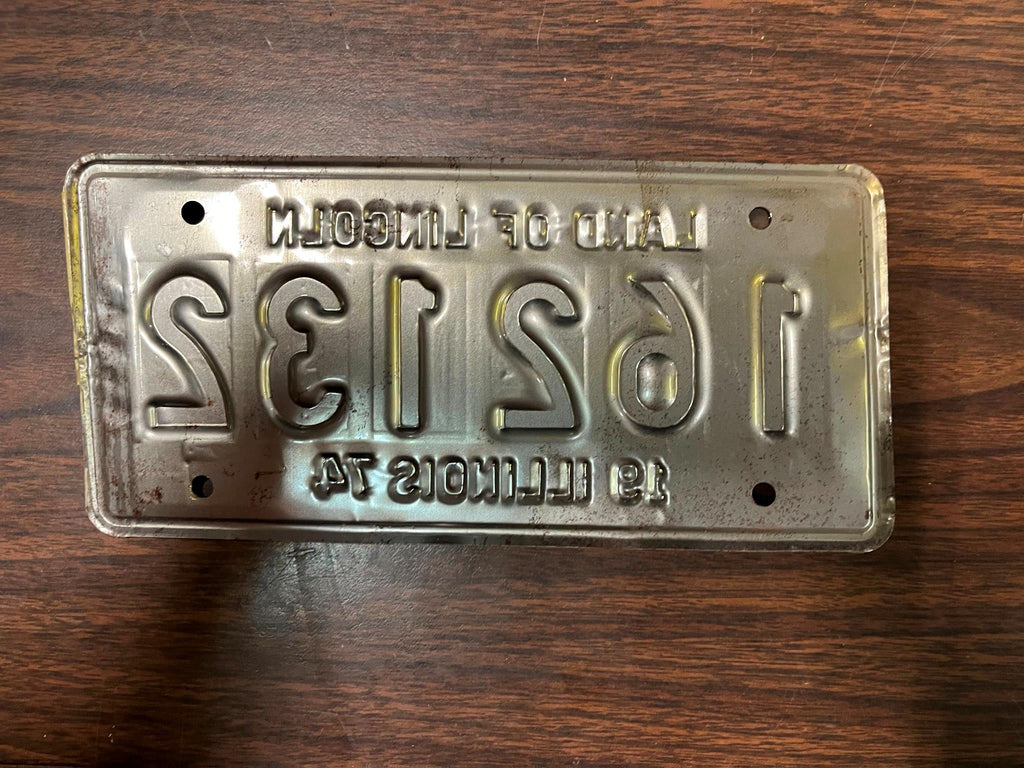 LAND OF LINCOLN
162132
19 ILLINOIS 74